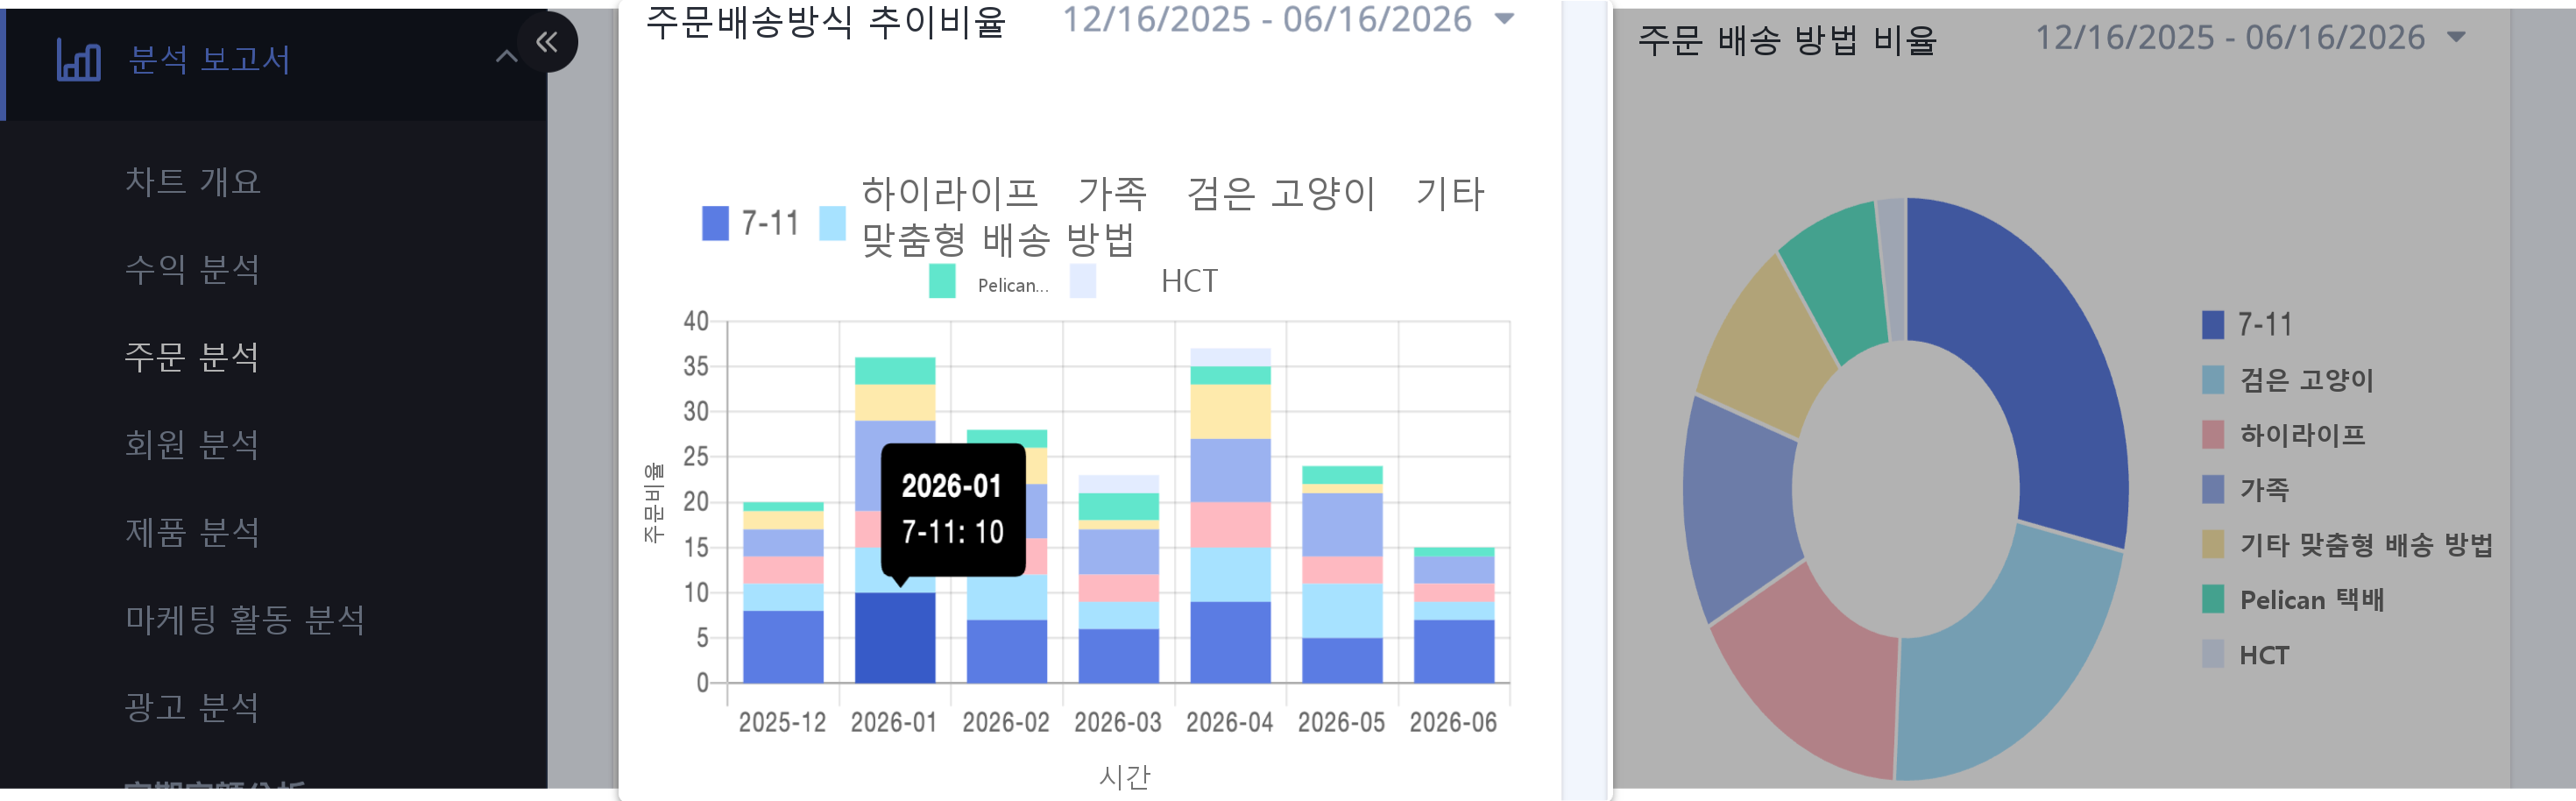 분석 보고서
차트 개요
수익 분석
주문 분석
회원 분석
제품 분석
마케팅 활동 분석
광고 분석
주문배송방식 추이비율 12/16/2025 - 06/16/2026
7-11 하이라이프 가족 검은 고양이 기타
맞춤형 배송 방법
Pelican... HCT
주문비율
40
35
30
25
20
15
10
5
0
2026-01
7-11: 10
2025-12 2026-01 2026-02 2026-03 2026-04 2026-05 2026-06
시간
주문 배송 방법 비율 12/16/2025 - 06/16/2026
7-11
검은 고양이
하이라이프
가족
기타 맞춤형 배송 방법
Pelican 택배
HCT